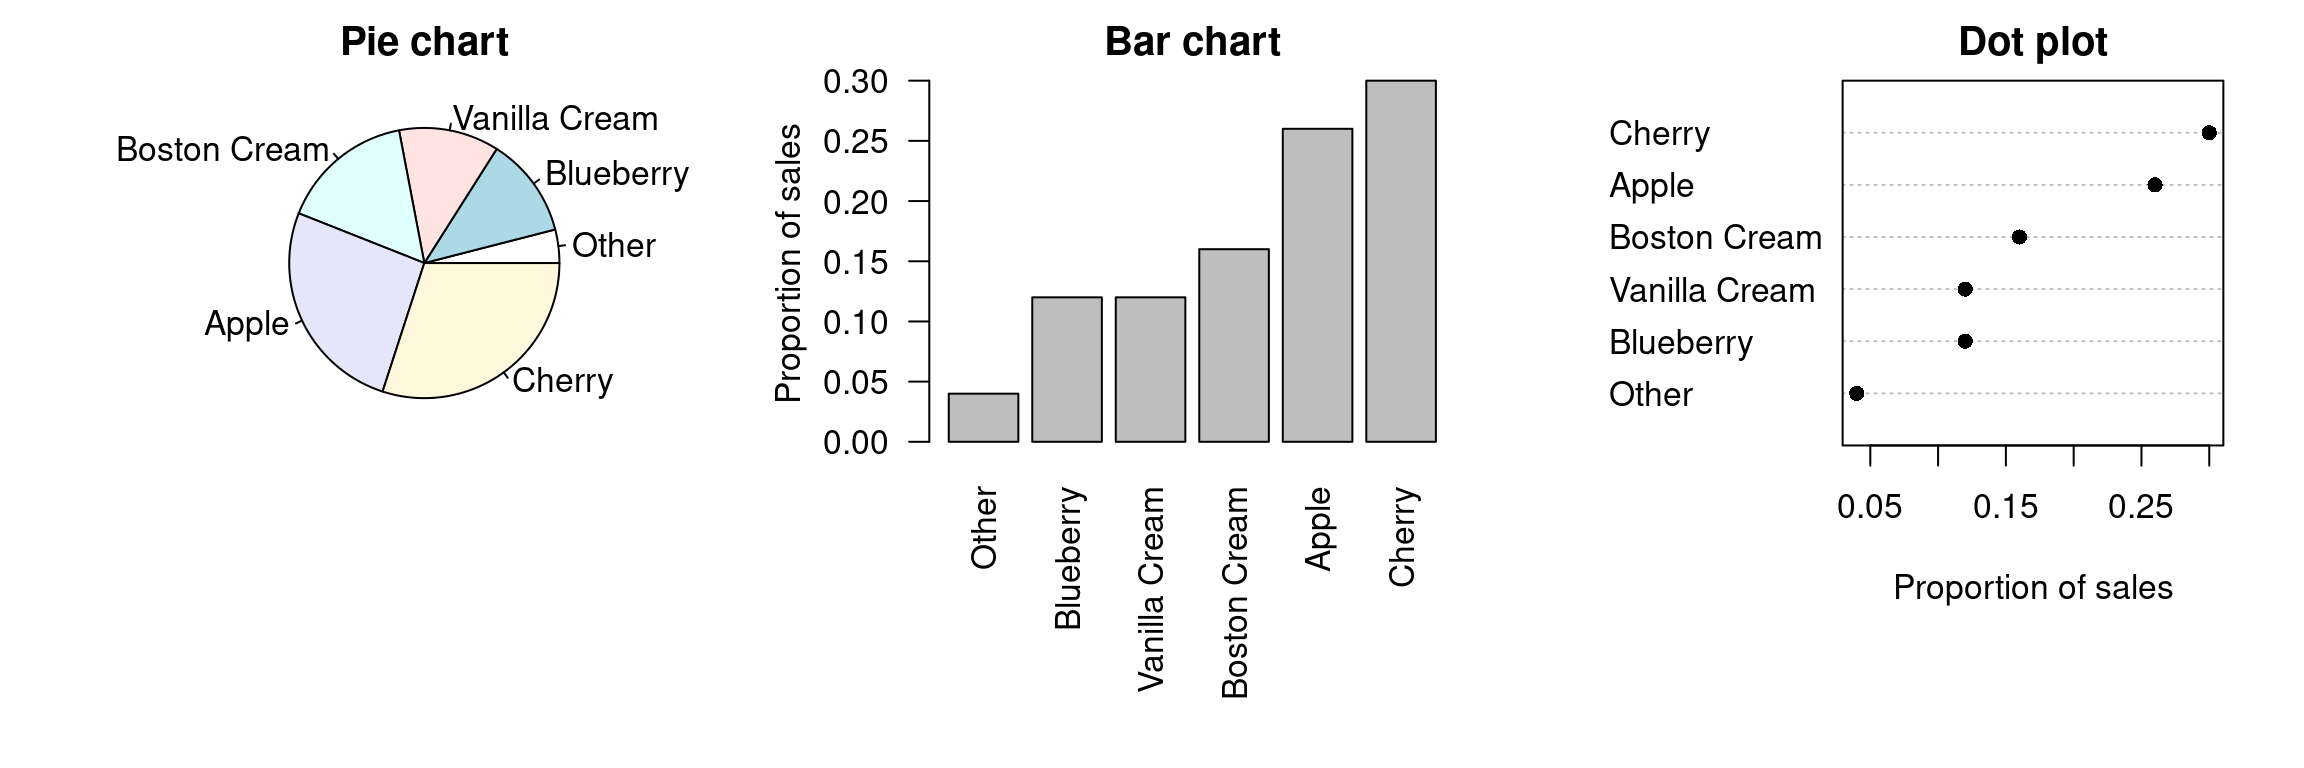 Pie chart
Vanilla Cream
Boston Cream
Blueberry
Other
Apple
Cherry
Bar chart
Proportion of sales
0.30
0.25
0.20
0.15
0.10
0.05
0.00
Other
Blueberry
Vanilla Cream
Boston Cream
Apple
Cherry
Dot plot
Cherry
Apple
Boston Cream
Vanilla Cream
Blueberry
Other
0.05 0.15 0.25
Proportion of sales